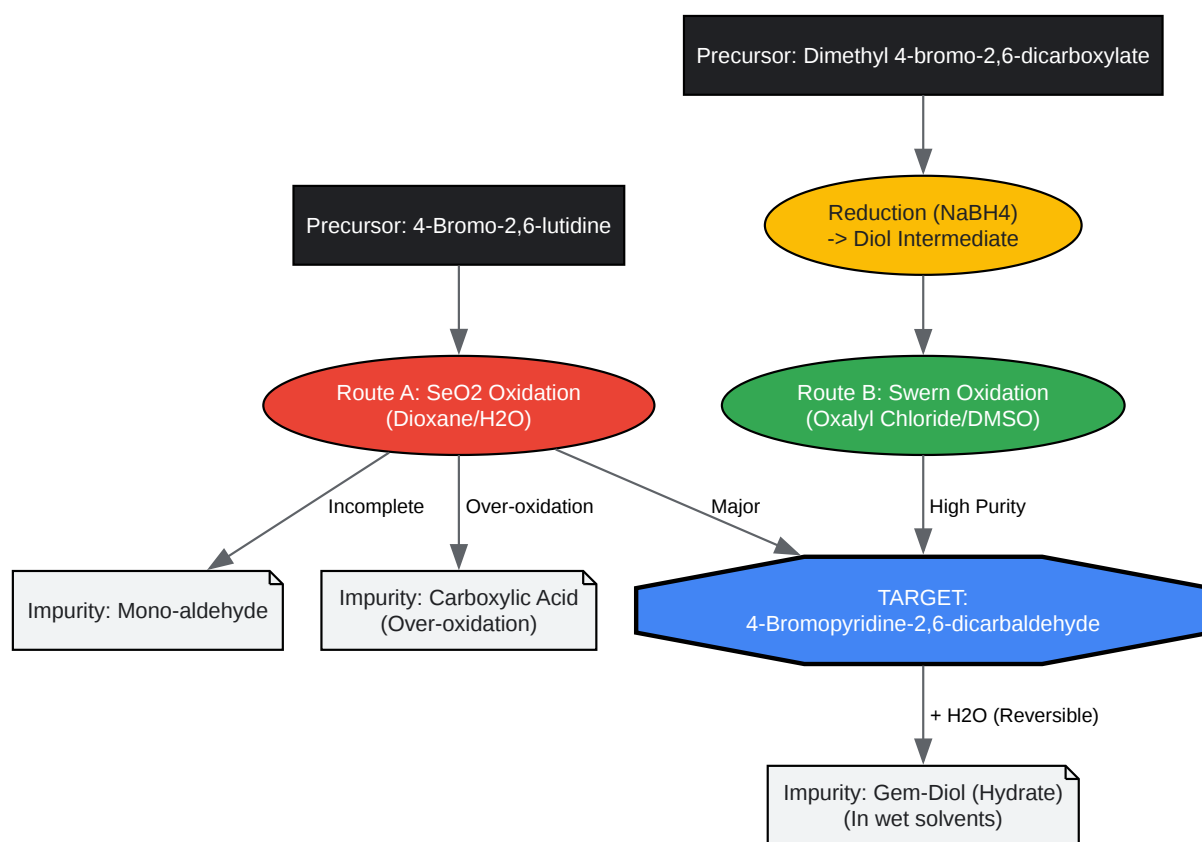 Precursor: Dimethyl 4-bromo-2,6-dicarboxylate
Reduction (NaBH4)
-> Diol Intermediate
Precursor: 4-Bromo-2,6-lutidine
Route A: SeO2 Oxidation
(Dioxane/H2O)
Route B: Swern Oxidation
(Oxalyl Chloride/DMSO)
Incomplete
Over-oxidation
Major
High Purity
Impurity: Mono-aldehyde
Impurity: Carboxylic Acid
(Over-oxidation)
TARGET:
4-Bromopyridine-2,6-dicarbaldehyde
+ H2O (Reversible)
Impurity: Gem-Diol (Hydrate)
(In wet solvents)